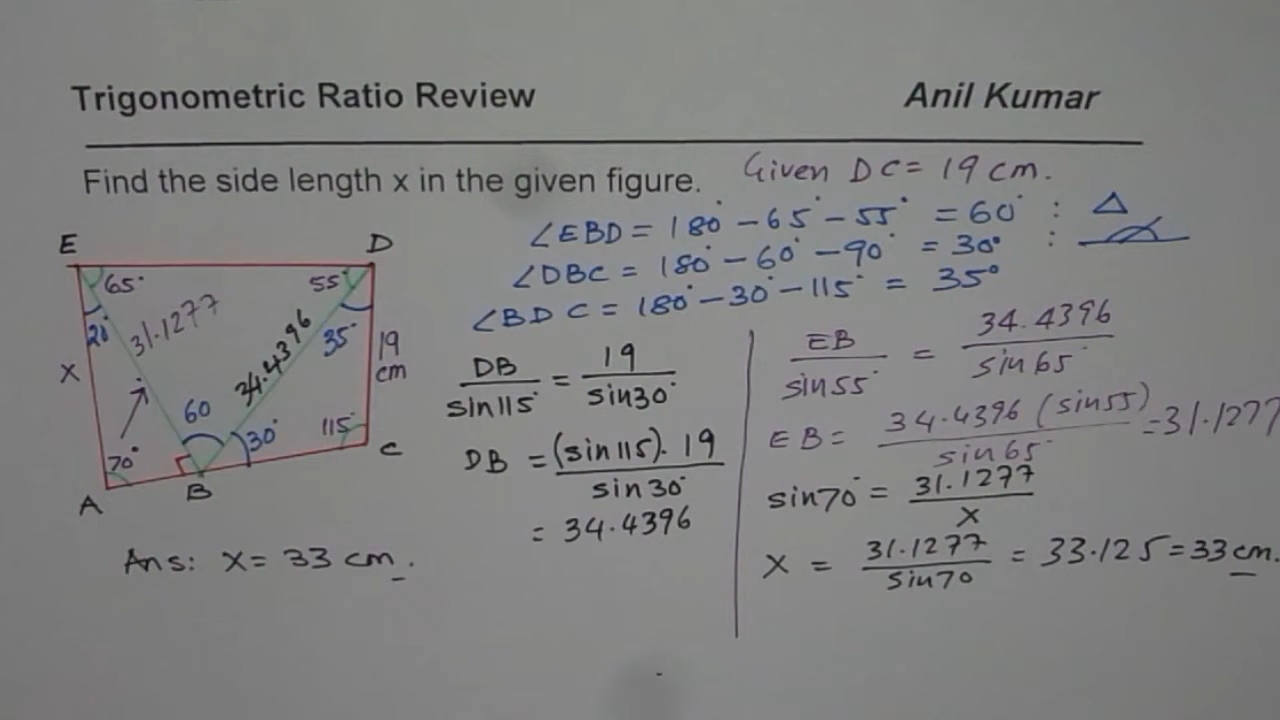 Trigonometric Ratio Review
Anil Kumar
Find the side length x in the given figure.
Given DC = 19 cm.
E
D
65°
55°
20°
31.1277
34.4396
35°
19
cm
x
60
30°
115°
70°
A
B
C
Ans: x = 33 cm.
∠EBD = 180° - 65° - 55° = 60° : △
∠DBC = 180° - 60° - 90° = 30° :
∠BDC = 180° - 30° - 115° = 35°
DB/sin115° = 19/sin30°
DB = (sin115°). 19/sin30°
= 34.4396
EB/sin55° = 34.4396/sin65°
EB = 34.4396 (sin55)/sin65° = 31.1277
sin70° = 31.1277/x
x = 31.1277/sin70 = 33.125 = 33 cm.